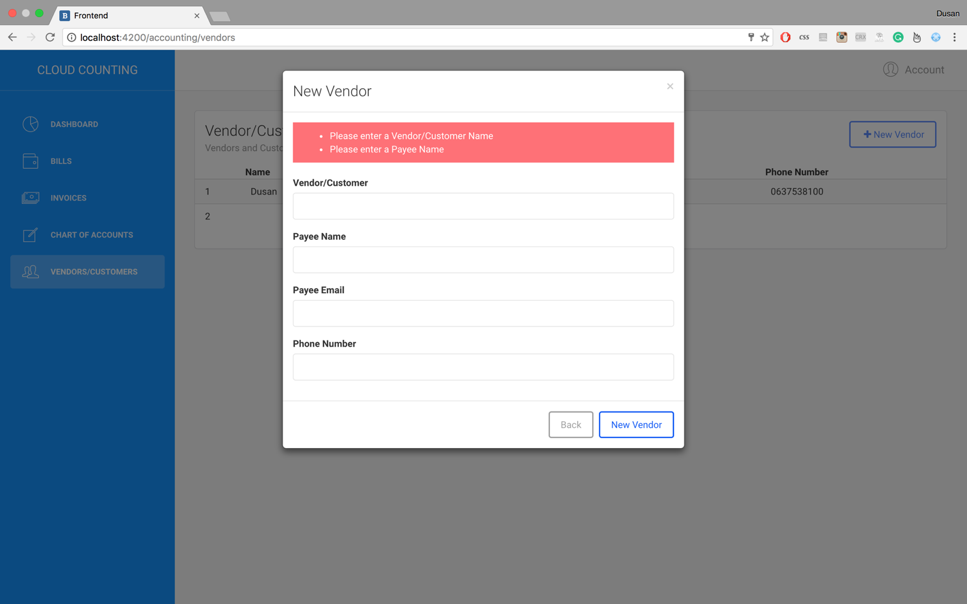 Frontend
Dusan
localhost:4200/accounting/vendors
CLOUD COUNTING
Account
DASHBOARD
BILLS
INVOICES
CHART OF ACCOUNTS
VENDORS/CUSTOMERS
Vendor/Cus
Vendors and Custo
New Vendor
Name
Phone Number
1 Dusan 0637538100
2
New Vendor
×
Please enter a Vendor/Customer Name
Please enter a Payee Name
Vendor/Customer
Payee Name
Payee Email
Phone Number
Back
New Vendor